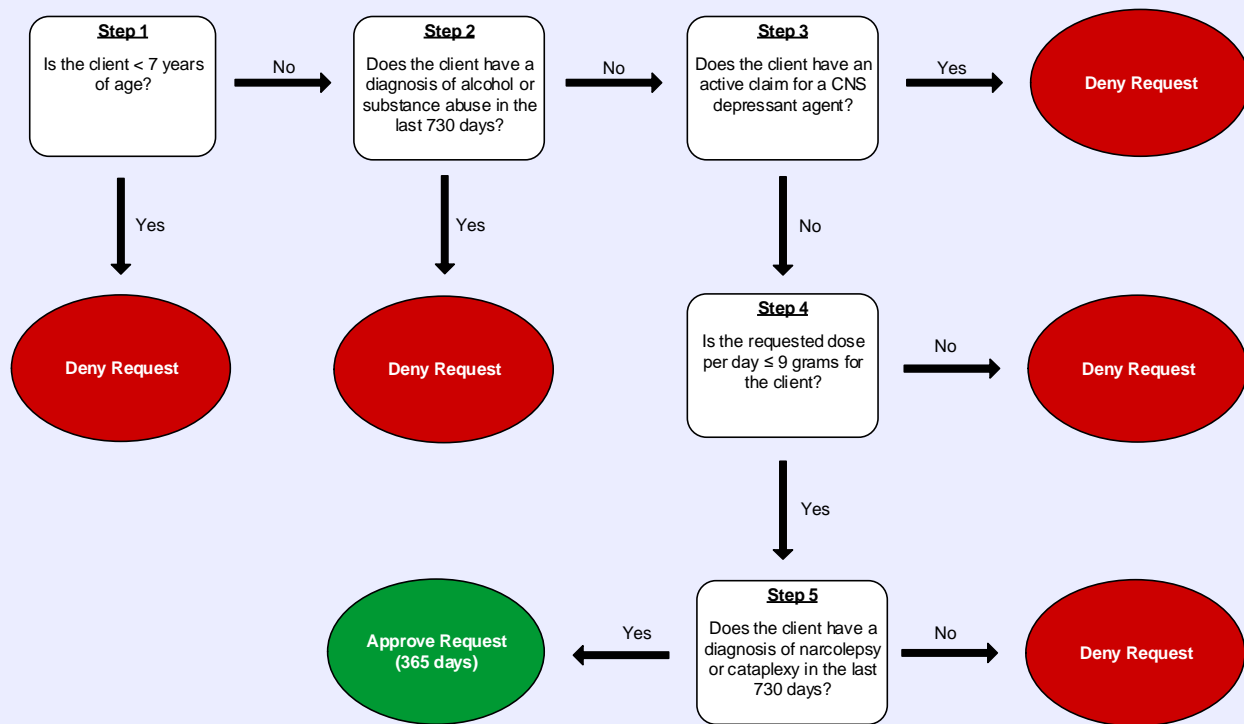 Step 1
Is the client < 7 years
of age?
No
Step 2
Does the client have a
diagnosis of alcohol or
substance abuse in the
last 730 days?
No
Step 3
Does the client have an
active claim for a CNS
depressant agent?
Yes
Deny Request
Yes
Yes
No
Deny Request
Deny Request
Step 4
Is the requested dose
per day ≤ 9 grams for
the client?
No
Deny Request
Yes
Approve Request
(365 days)
Yes
Step 5
Does the client have a
diagnosis of narcolepsy
or cataplexy in the last
730 days?
No
Deny Request